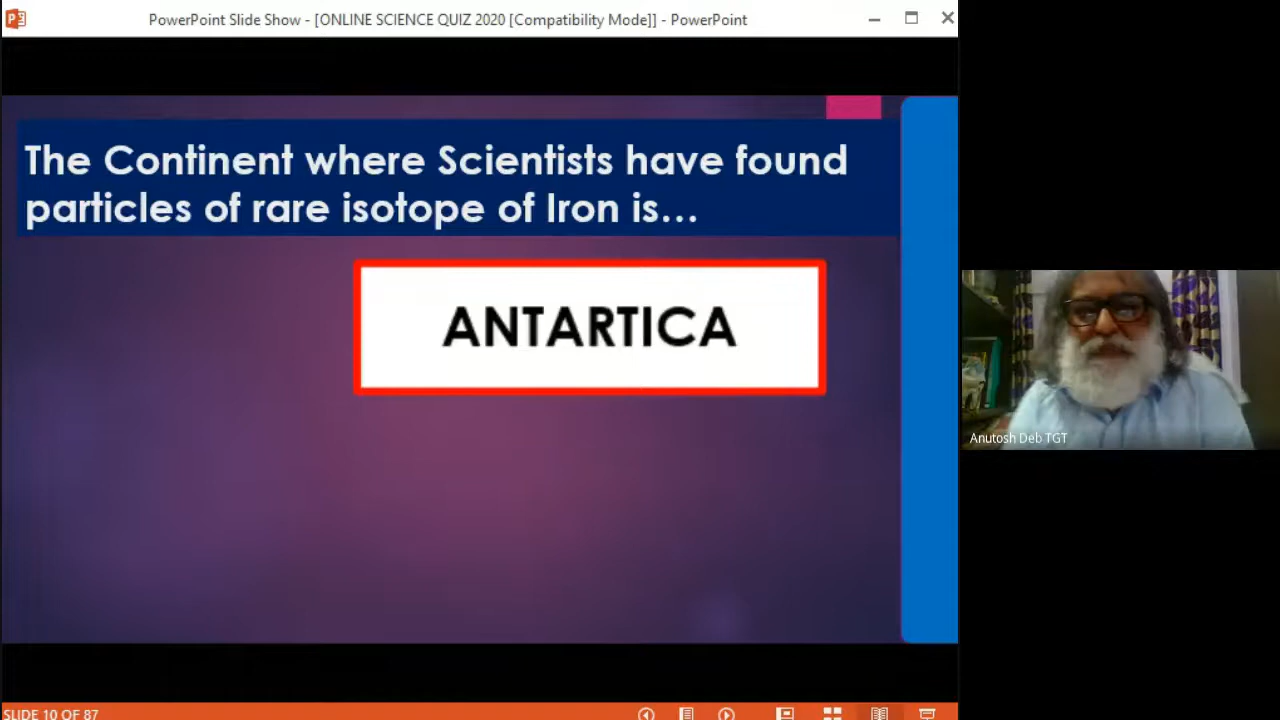 PowerPoint Slide Show - [ONLINE SCIENCE QUIZ 2020 [Compatibility Mode]] - PowerPoint
The Continent where Scientists have found
particles of rare isotope of Iron is...
ANTARTICA
Anutosh Deb TGT
SLIDE 10 OF 87